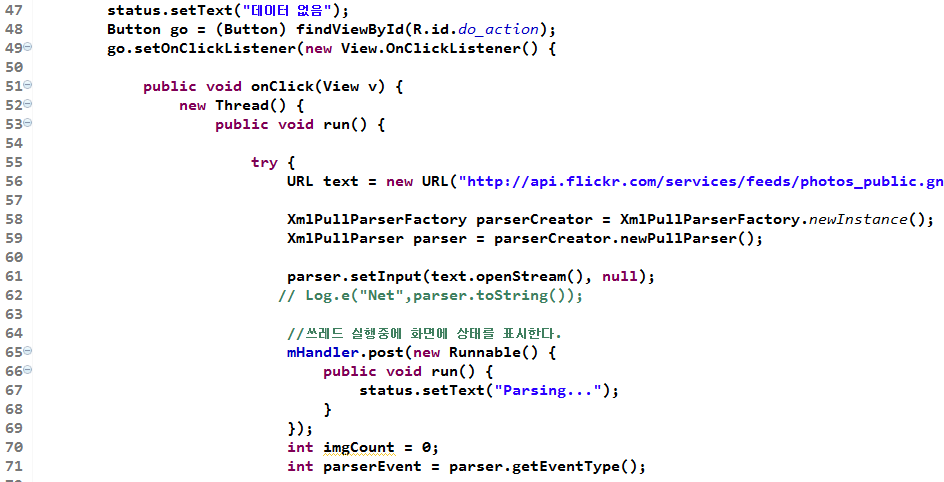 47 status.setText("데이터 없음");
48 Button go = (Button) findViewById(R.id.do_action);
49 go.setOnClickListener(new View.OnClickListener() {
50
51 public void onClick(View v) {
52 new Thread() {
53 public void run() {
54
55 try {
56 URL text = new URL("http://api.flickr.com/services/feeds/photos_public.gn
57
58 XmlPullParserFactory parserCreator = XmlPullParserFactory.newInstance();
59 XmlPullParser parser = parserCreator.newPullParser();
60
61 parser.setInput(text.openStream(), null);
62 // Log.e("Net",parser.toString());
63
64 //쓰레드 실행중에 화면에 상태를 표시한다.
65 mHandler.post(new Runnable() {
66 public void run() {
67 status.setText("Parsing...");
68 }
69 });
70 int imgCount = 0;
71 int parserEvent = parser.getEventType();